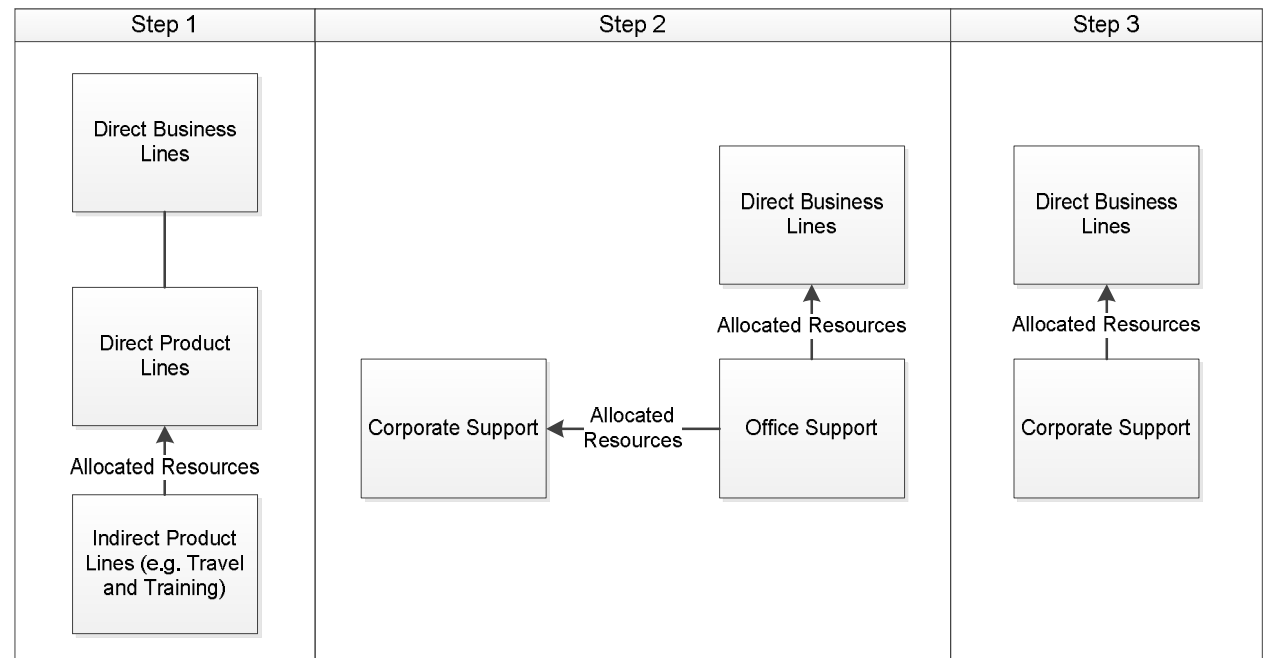 Step 1
Step 2
Step 3
Direct Business
Lines
Direct Product
Lines
Allocated Resources
Indirect Product
Lines (e.g. Travel
and Training)
Direct Business
Lines
Allocated Resources
Corporate Support
Allocated
Resources
Office Support
Direct Business
Lines
Allocated Resources
Corporate Support